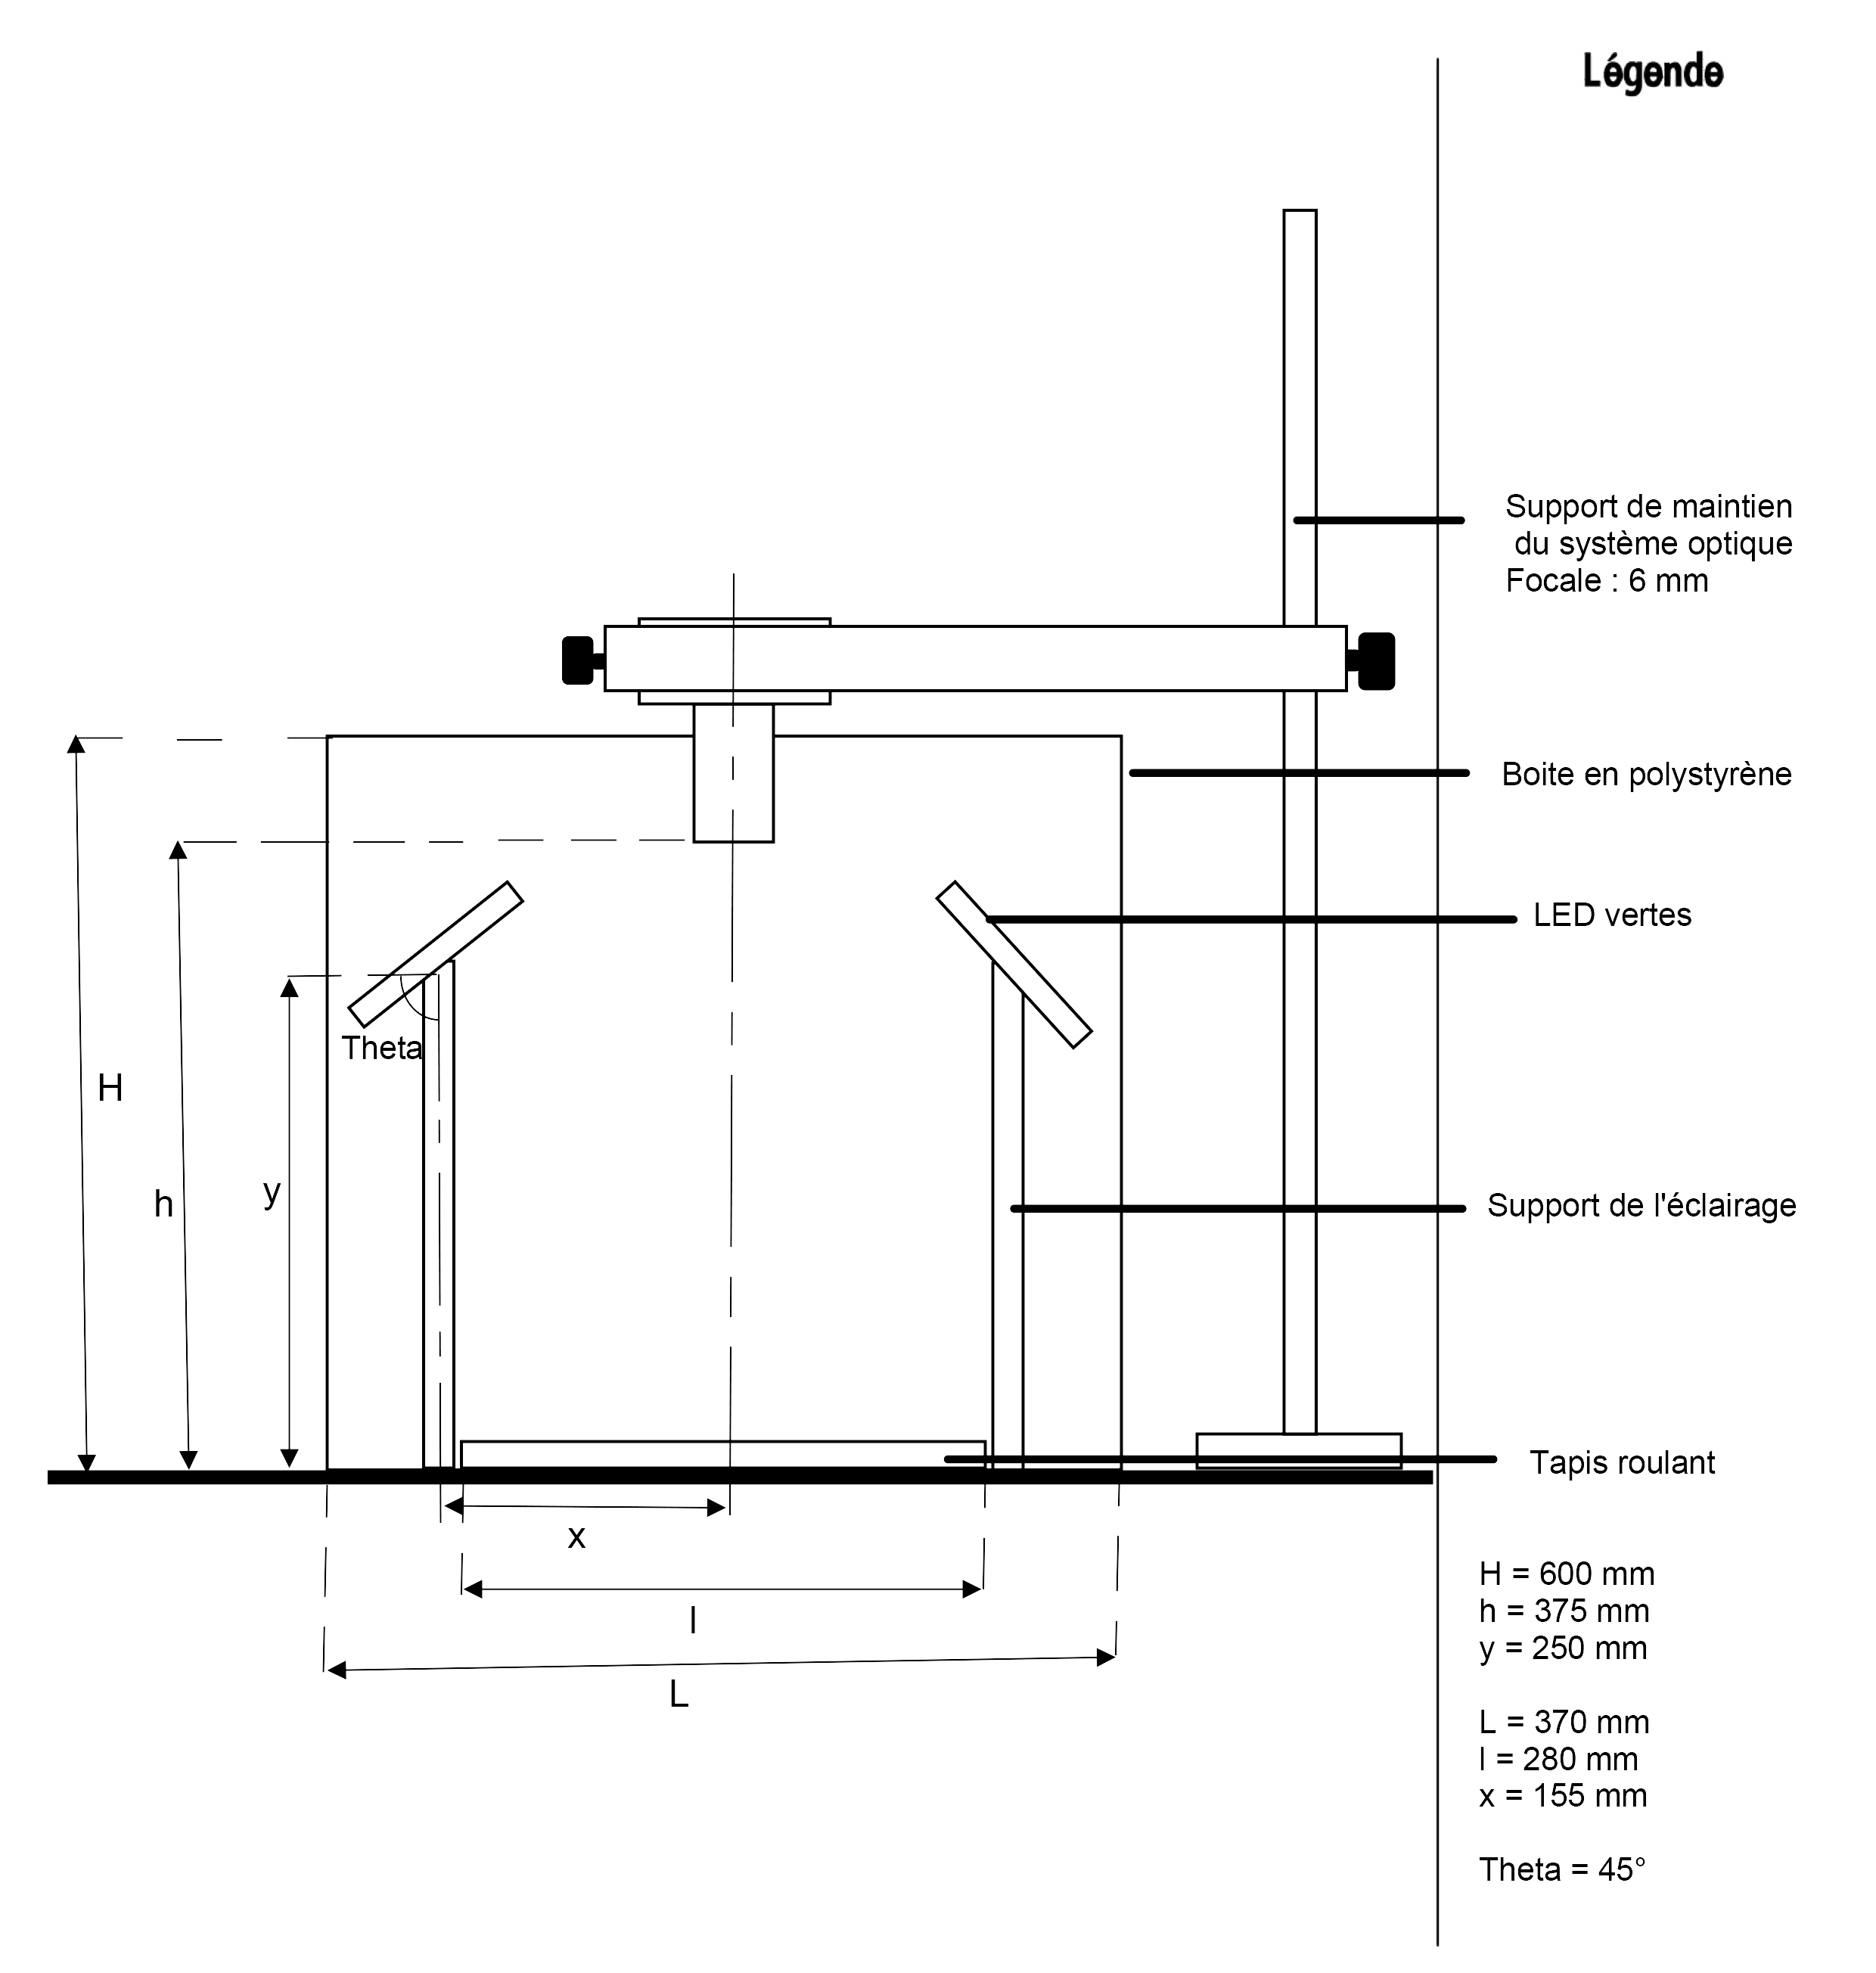 Légende
Support de maintien
du système optique
Focale : 6 mm
Boite en polystyrène
LED vertes
Theta
H
h
y
Support de l'éclairage
Tapis roulant
x
l
L
H = 600 mm
h = 375 mm
y = 250 mm
L = 370 mm
l = 280 mm
x = 155 mm
Theta = 45°